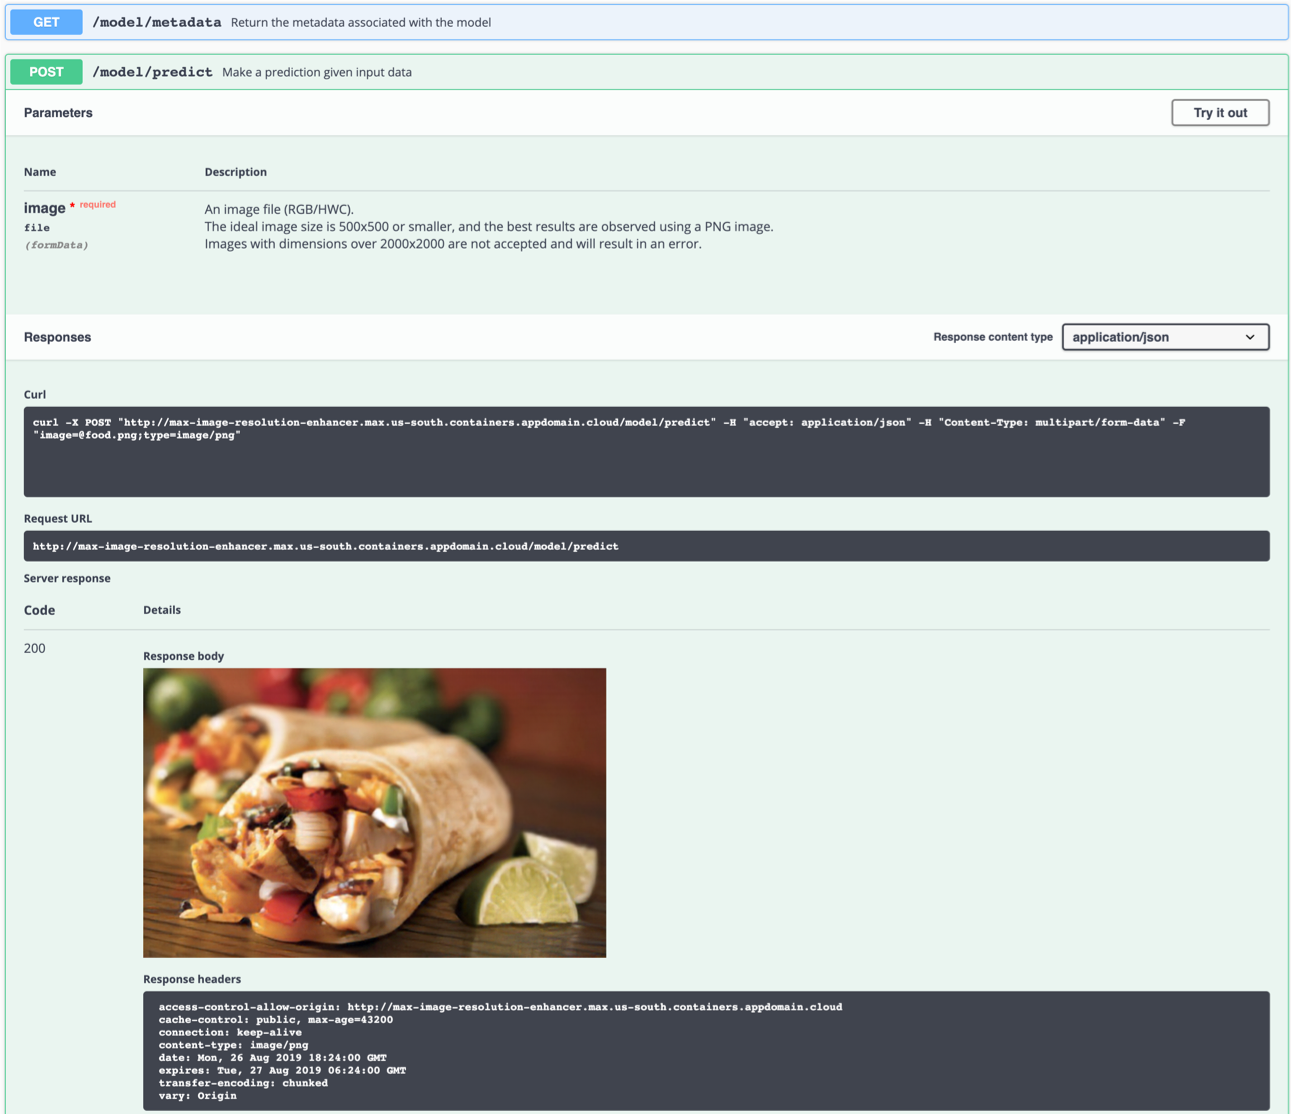 GET /model/metadata Return the metadata associated with the model
POST /model/predict Make a prediction given input data
Parameters Try it out
Name Description
image * required An image file (RGB/HWC).
file The ideal image size is 500x500 or smaller, and the best results are observed using a PNG image.
(formData) Images with dimensions over 2000x2000 are not accepted and will result in an error.
Responses Response content type application/json
Curl
curl -X POST "http://max-image-resolution-enhancer.max.us-south.containers.appdomain.cloud/model/predict" -H "accept: application/json" -H "Content-Type: multipart/form-data" -F
"image=@food.png;type=image/png"
Request URL
http://max-image-resolution-enhancer.max.us-south.containers.appdomain.cloud/model/predict
Server response
Code Details
200
Response body
Response headers
access-control-allow-origin: http://max-image-resolution-enhancer.max.us-south.containers.appdomain.cloud
cache-control: public, max-age=43200
connection: keep-alive
content-type: image/png
date: Mon, 26 Aug 2019 18:24:00 GMT
expires: Tue, 27 Aug 2019 06:24:00 GMT
transfer-encoding: chunked
vary: Origin